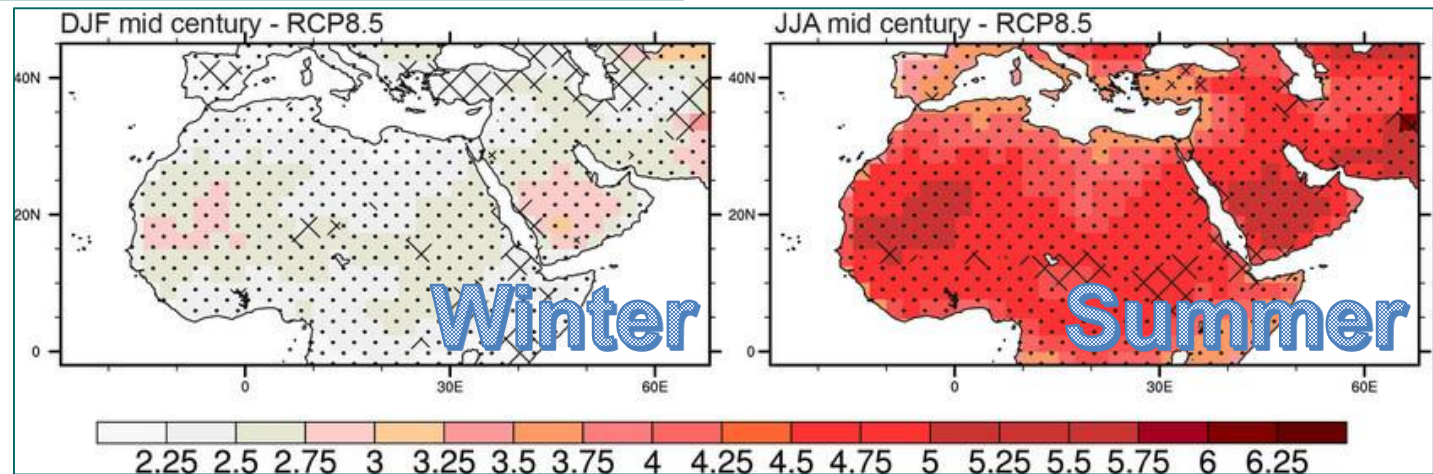 DJF mid century - RCP8.5
JJA mid century - RCP8.5
40N
20N
0
Winter
0
30E
60E
40N
20N
0
Summer
0
30E
60E
2.25 2.5 2.75 3 3.25 3.5 3.75 4 4.25 4.5 4.75 5 5.25 5.5 5.75 6 6.25